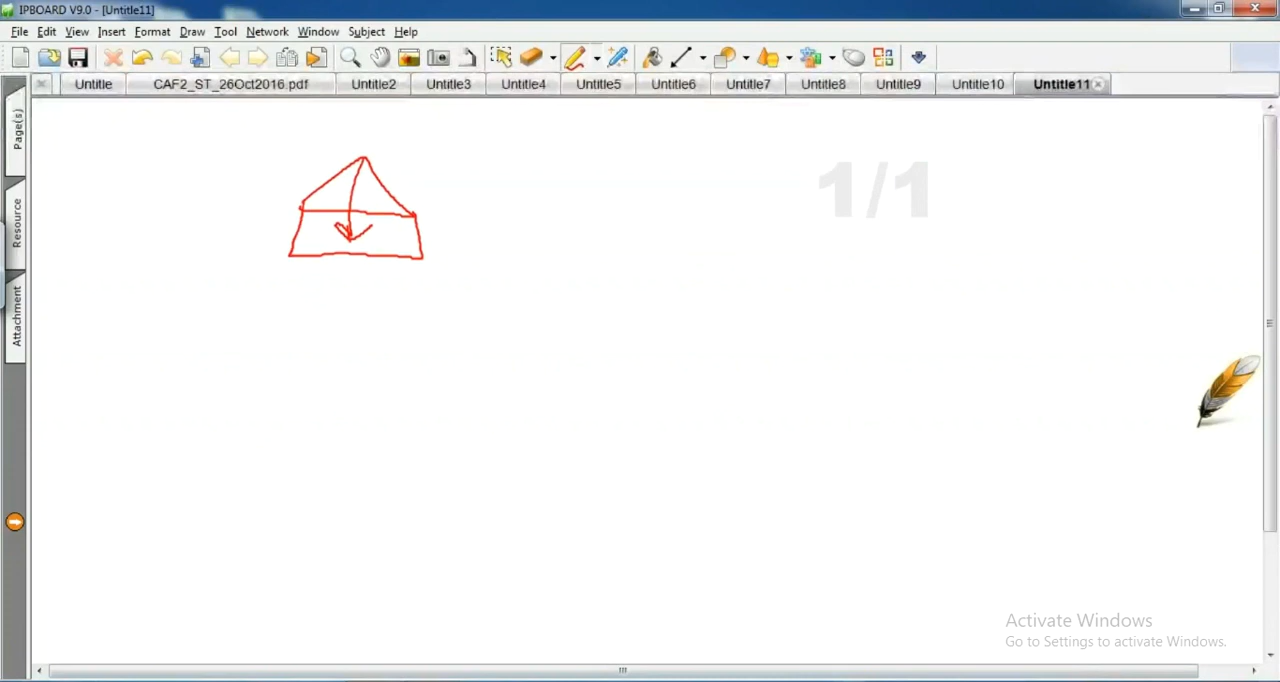 IPBOARD V9.0 - [Untitle11]
File Edit View Insert Format Draw Tool Network Window Subject Help
Untitle CAF2_ST_26Oct2016.pdf Untitle2 Untitle3 Untitle4 Untitle5 Untitle6 Untitle7 Untitle8 Untitle9 Untitle10 Untitle11
Page(s)
Resource
Attachment
1/1
Activate Windows
Go to Settings to activate Windows.